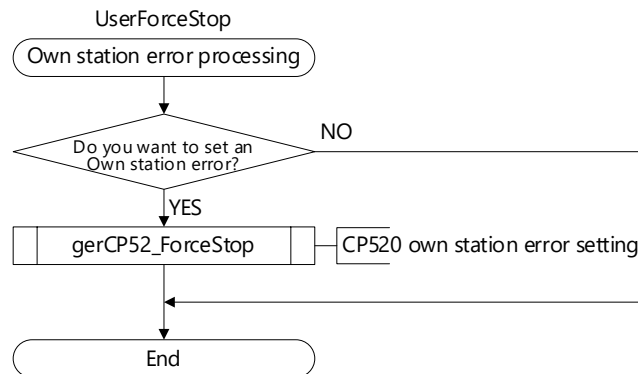 UserForceStop
Own station error processing
Do you want to set an
Own station error?
NO
YES
gerCP52_ForceStop
CP520 own station error setting
End